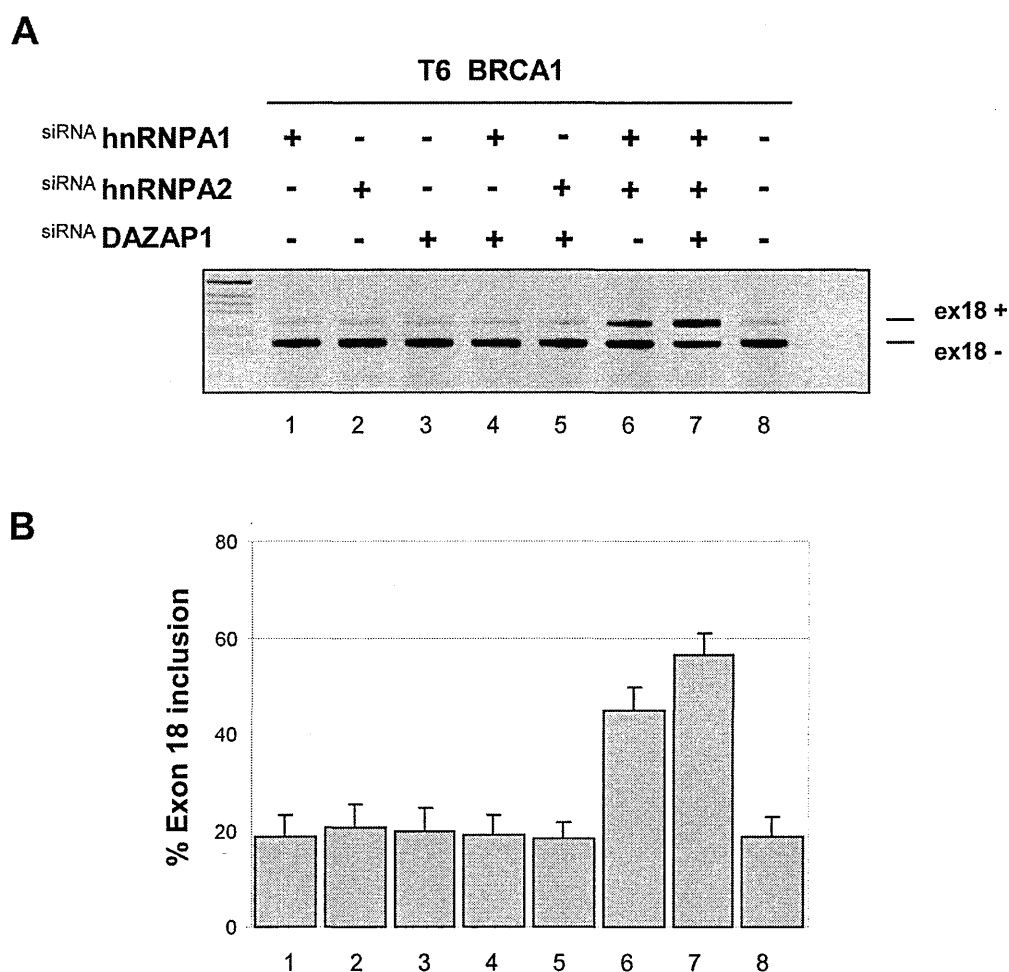 A
T6 BRCA1
siRNA hnRNPA1 + - - + - + + -
siRNA hnRNPA2 - + - - + + + -
siRNA DAZAP1 - - + + + - + -
ex18 +
ex18 -
1 2 3 4 5 6 7 8
B
% Exon 18 inclusion
80
60
40
20
0
1 2 3 4 5 6 7 8